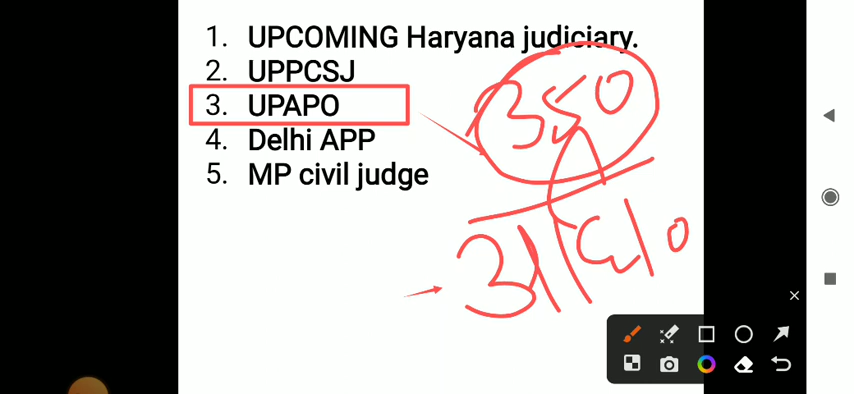 1. UPCOMING Haryana judiciary.
2. UPPCSJ
3. UPAPO
350
4. Delhi APP
5. MP civil judge